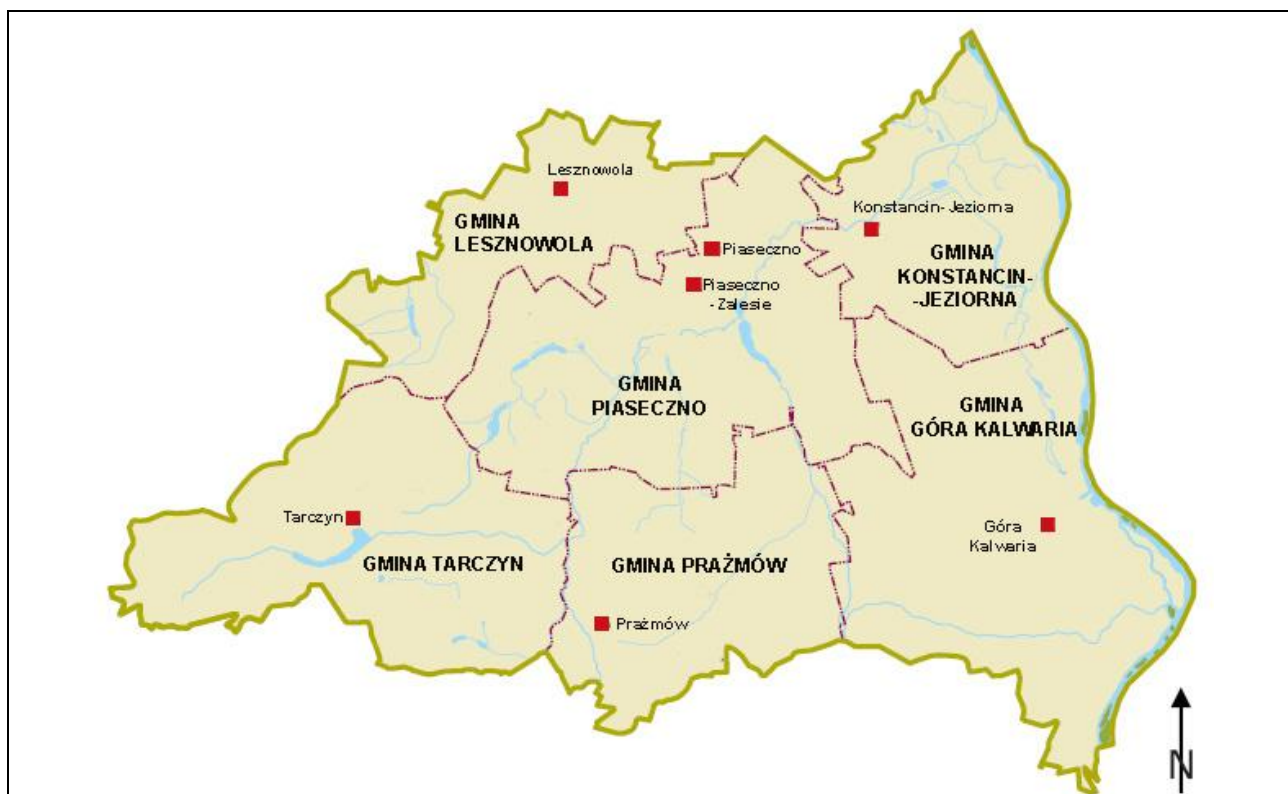 Lesznowola
GMINA
LESZNOWOLA
Konstancin-Jeziorna
Piaseczno
GMINA
KONSTANCIN-
-JEZIORNA
Piaseczno
-Zalesie
GMINA
PIASECZNO
GMINA
GÓRA KALWARIA
Tarczyn
Góra
Kalwaria
GMINA TARCZYN
GMINA PRAŻMÓW
Prażmów
N